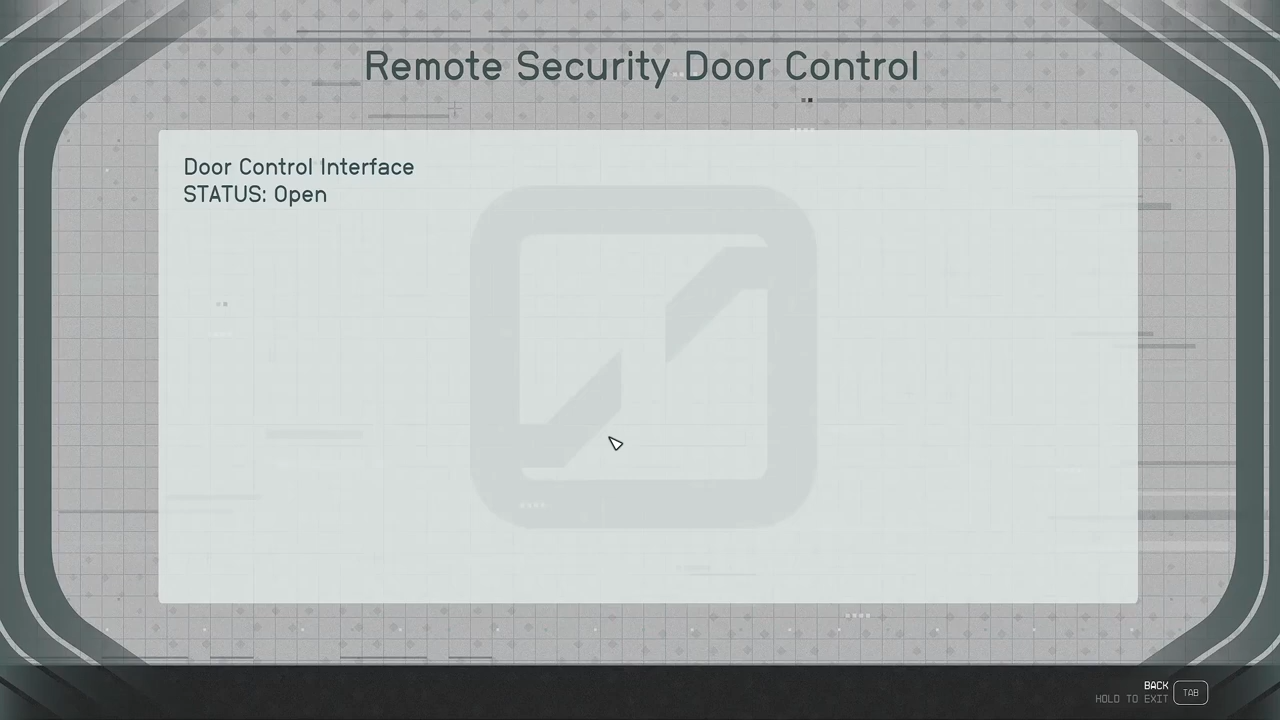 Remote Security Door Control
Door Control Interface
STATUS: Open
BACK
HOLD TO EXIT
TAB